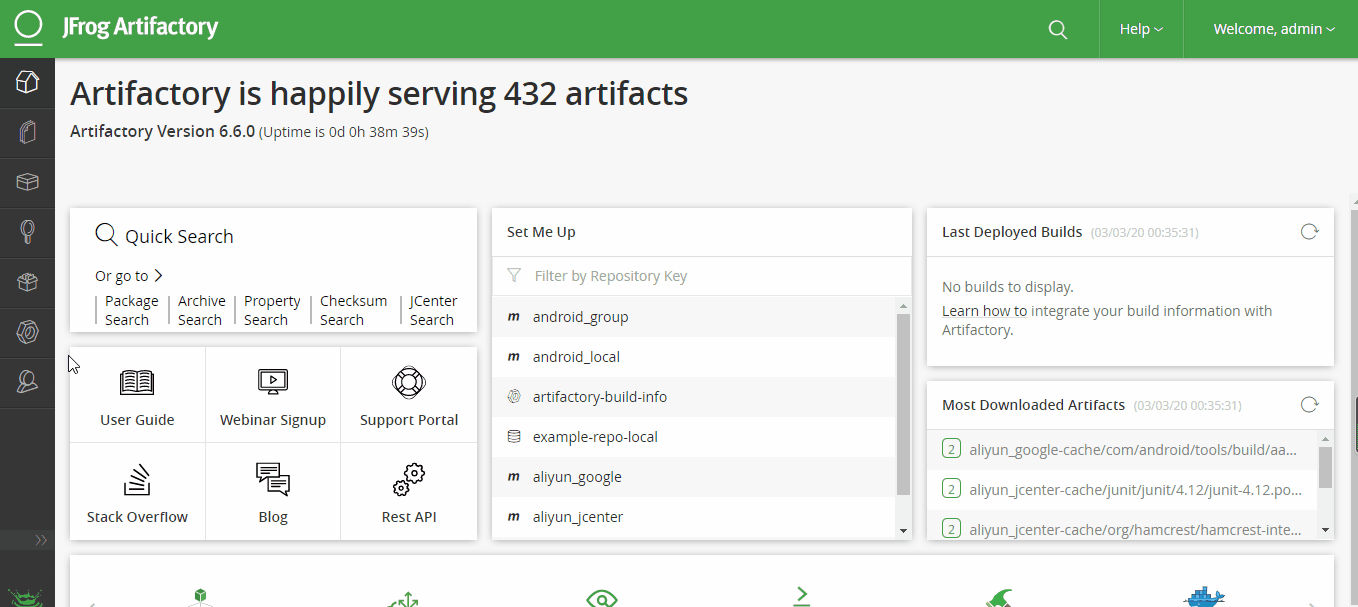 JFrog Artifactory
Help
Welcome, admin
Artifactory is happily serving 432 artifacts
Artifactory Version 6.6.0 (Uptime is 0d 0h 38m 39s)
Quick Search
Or go to
Package Search
Archive Search
Property Search
Checksum Search
JCenter Search
User Guide
Webinar Signup
Support Portal
Stack Overflow
Blog
Rest API
Set Me Up
Filter by Repository Key
m android_group
m android_local
artifactory-build-info
example-repo-local
m aliyun_google
m aliyun_jcenter
Last Deployed Builds (03/03/20 00:35:31)
No builds to display.
Learn how to integrate your build information with
Artifactory.
Most Downloaded Artifacts (03/03/20 00:35:31)
2 aliyun_google-cache/com/android/tools/build/aa...
2 aliyun_jcenter-cache/junit/junit/4.12/junit-4.12.po...
2 aliyun_jcenter-cache/org/hamcrest/hamcrest-inte...